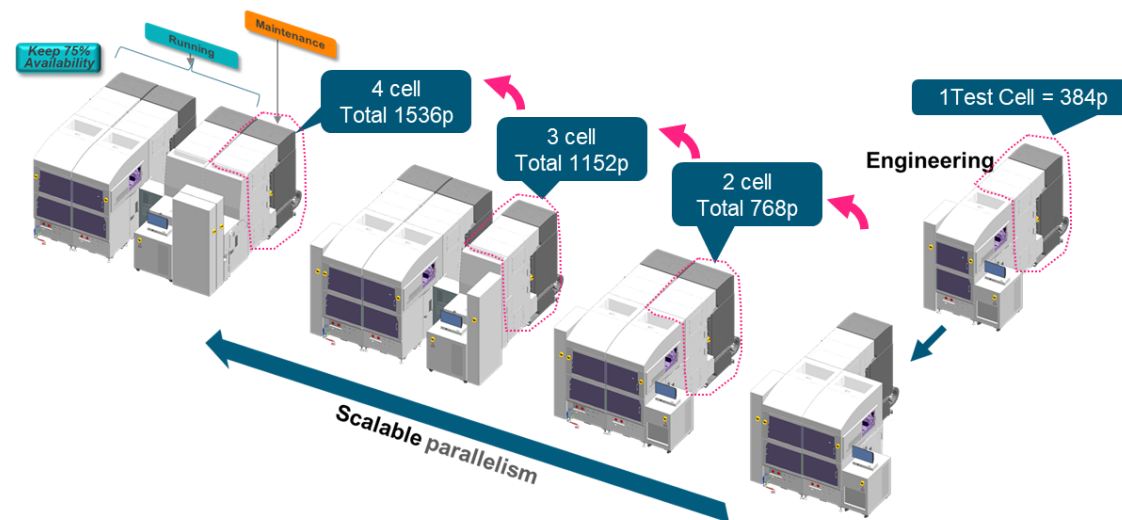 Keep 75%
Availability
Running
Maintenance
4 cell
Total 1536p
3 cell
Total 1152p
2 cell
Total 768p
1Test Cell = 384p
Engineering
Scalable parallelism